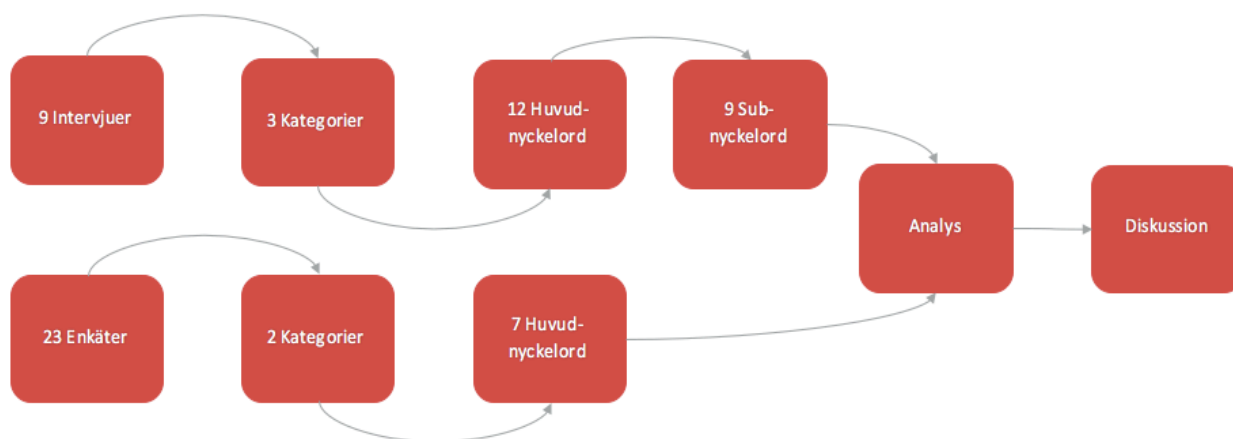 9 Intervjuer
3 Kategorier
12 Huvud-
nyckelord
9 Sub-
nyckelord
Analys
Diskussion
23 Enkäter
2 Kategorier
7 Huvud-
nyckelord